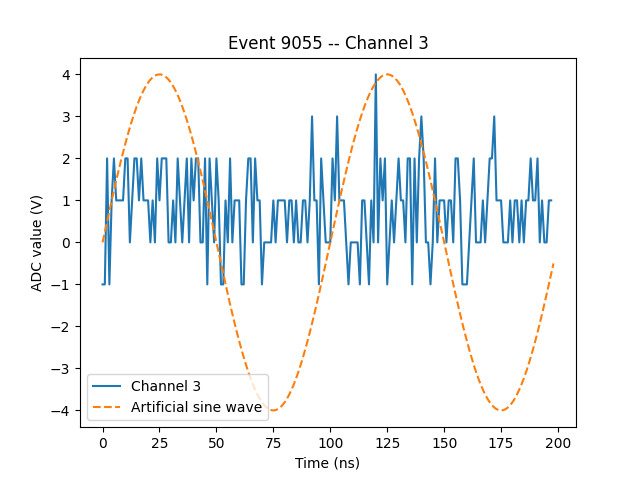 Event 9055 -- Channel 3
ADC value (V)
4
3
2
1
0
−1
−2
−3
−4
Channel 3
Artificial sine wave
0 25 50 75 100 125 150 175 200
Time (ns)